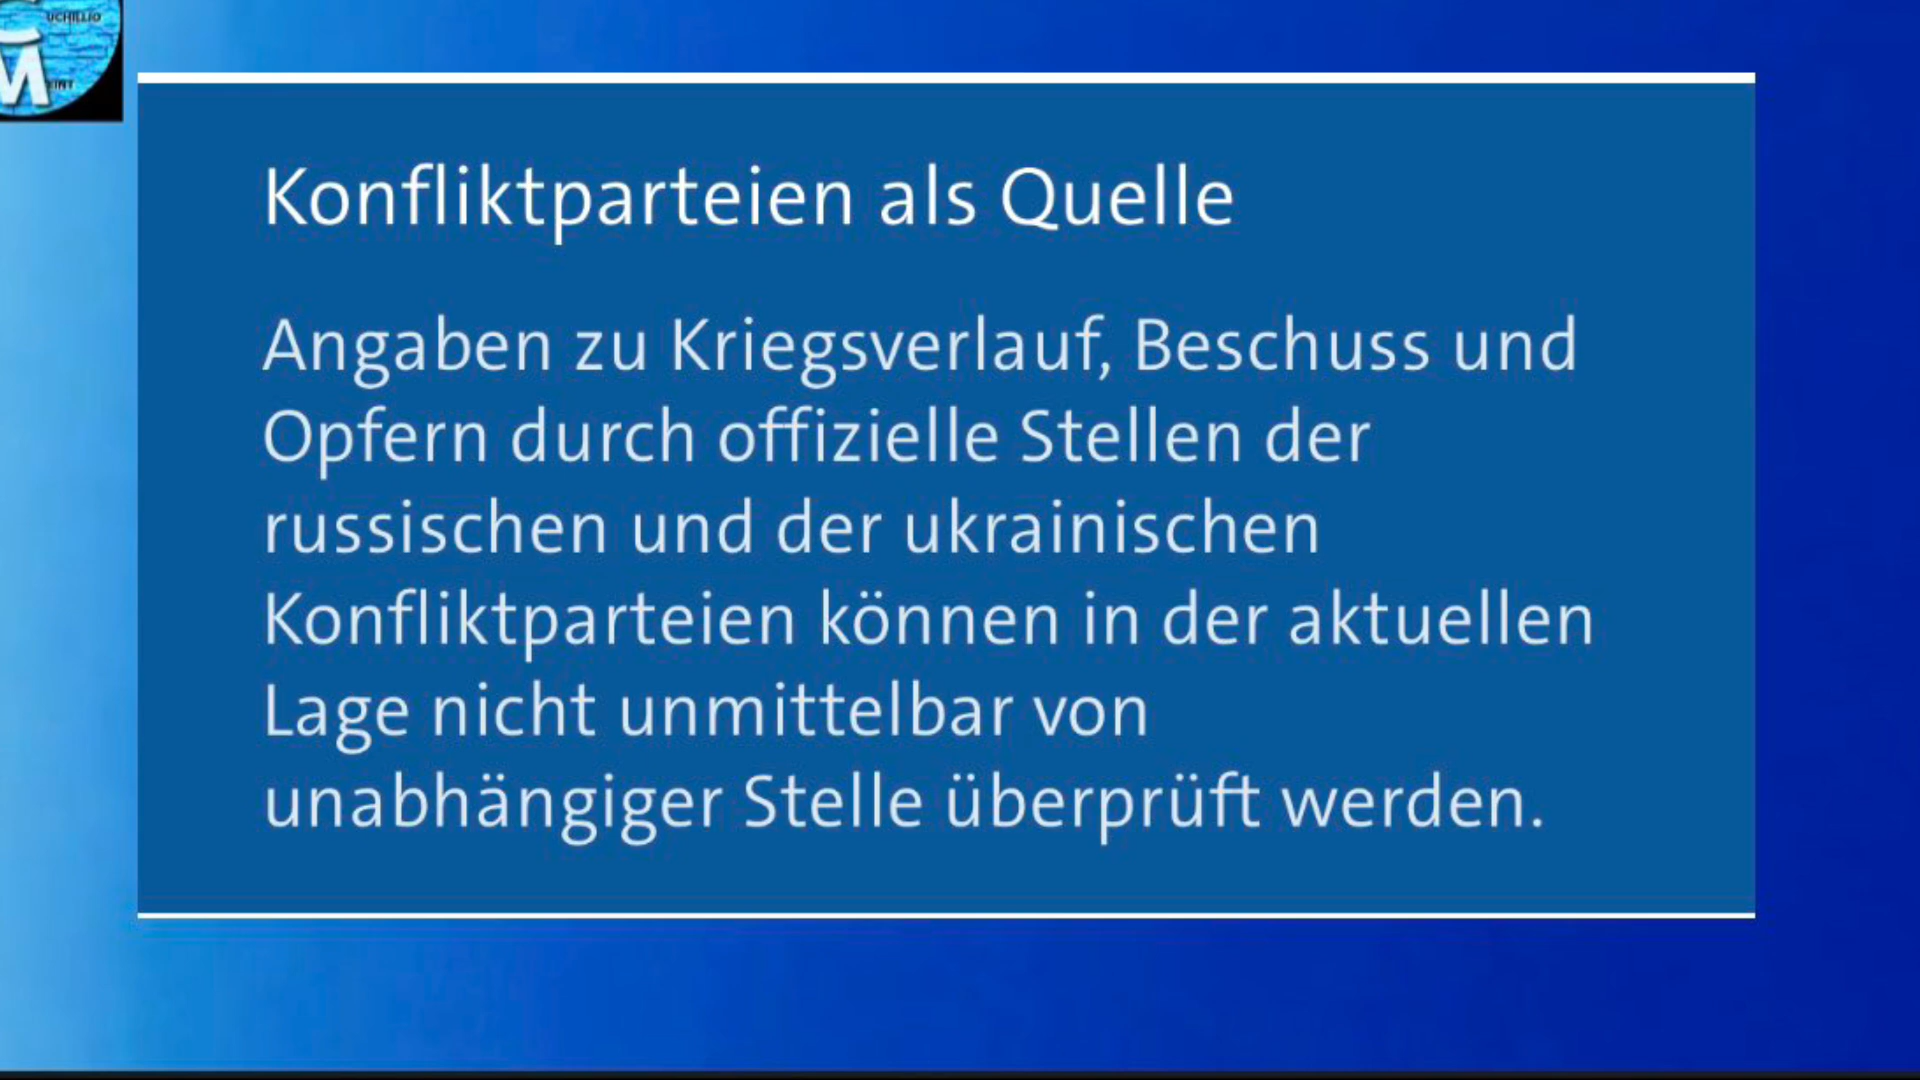 UCHILLIO
M
Konfliktparteien als Quelle
Angaben zu Kriegsverlauf, Beschuss und
Opfern durch offizielle Stellen der
russischen und der ukrainischen
Konfliktparteien können in der aktuellen
Lage nicht unmittelbar von
unabhängiger Stelle überprüft werden.